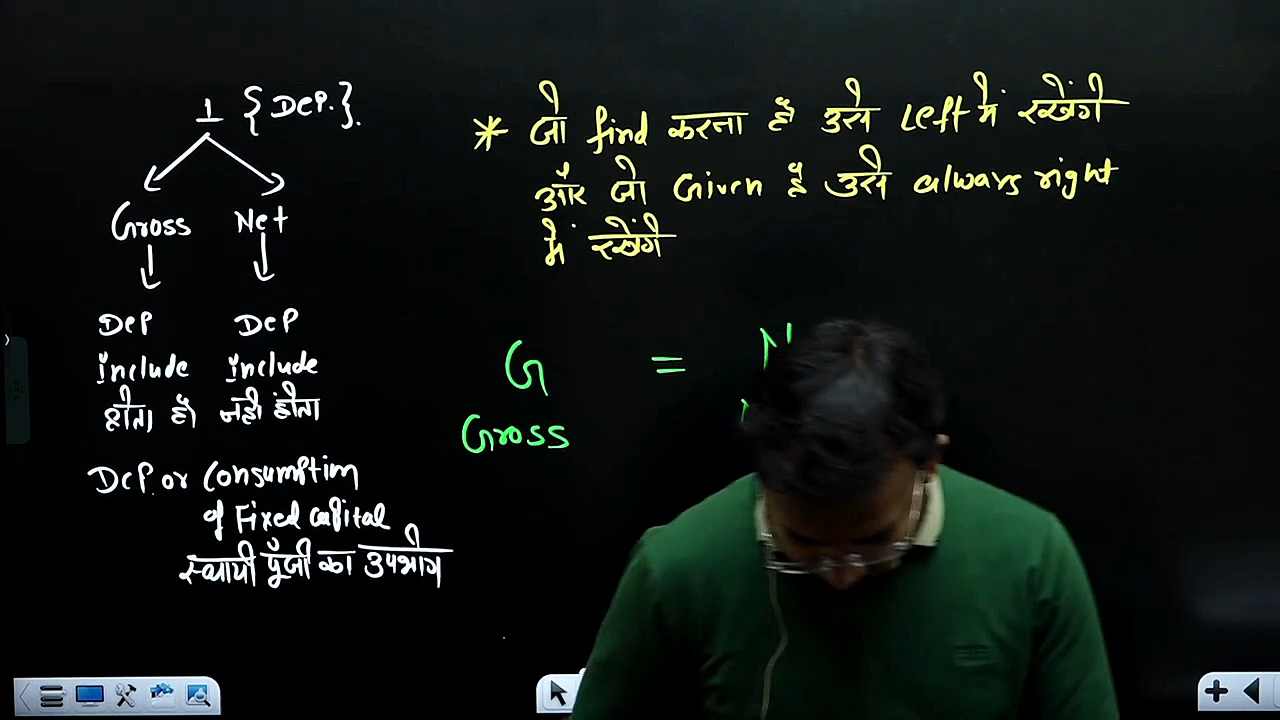 1 {Dep.}.
Gross Net
Dep Dep
include include
होता है। नही होता
Dep. or Consumption
of Fixed capital
स्थायी पूँजी का उपभोग
* जो find करना है उसे Left में रखेंगे
और जो Given है उसे always right
में रखेंगे
G = N
Gross